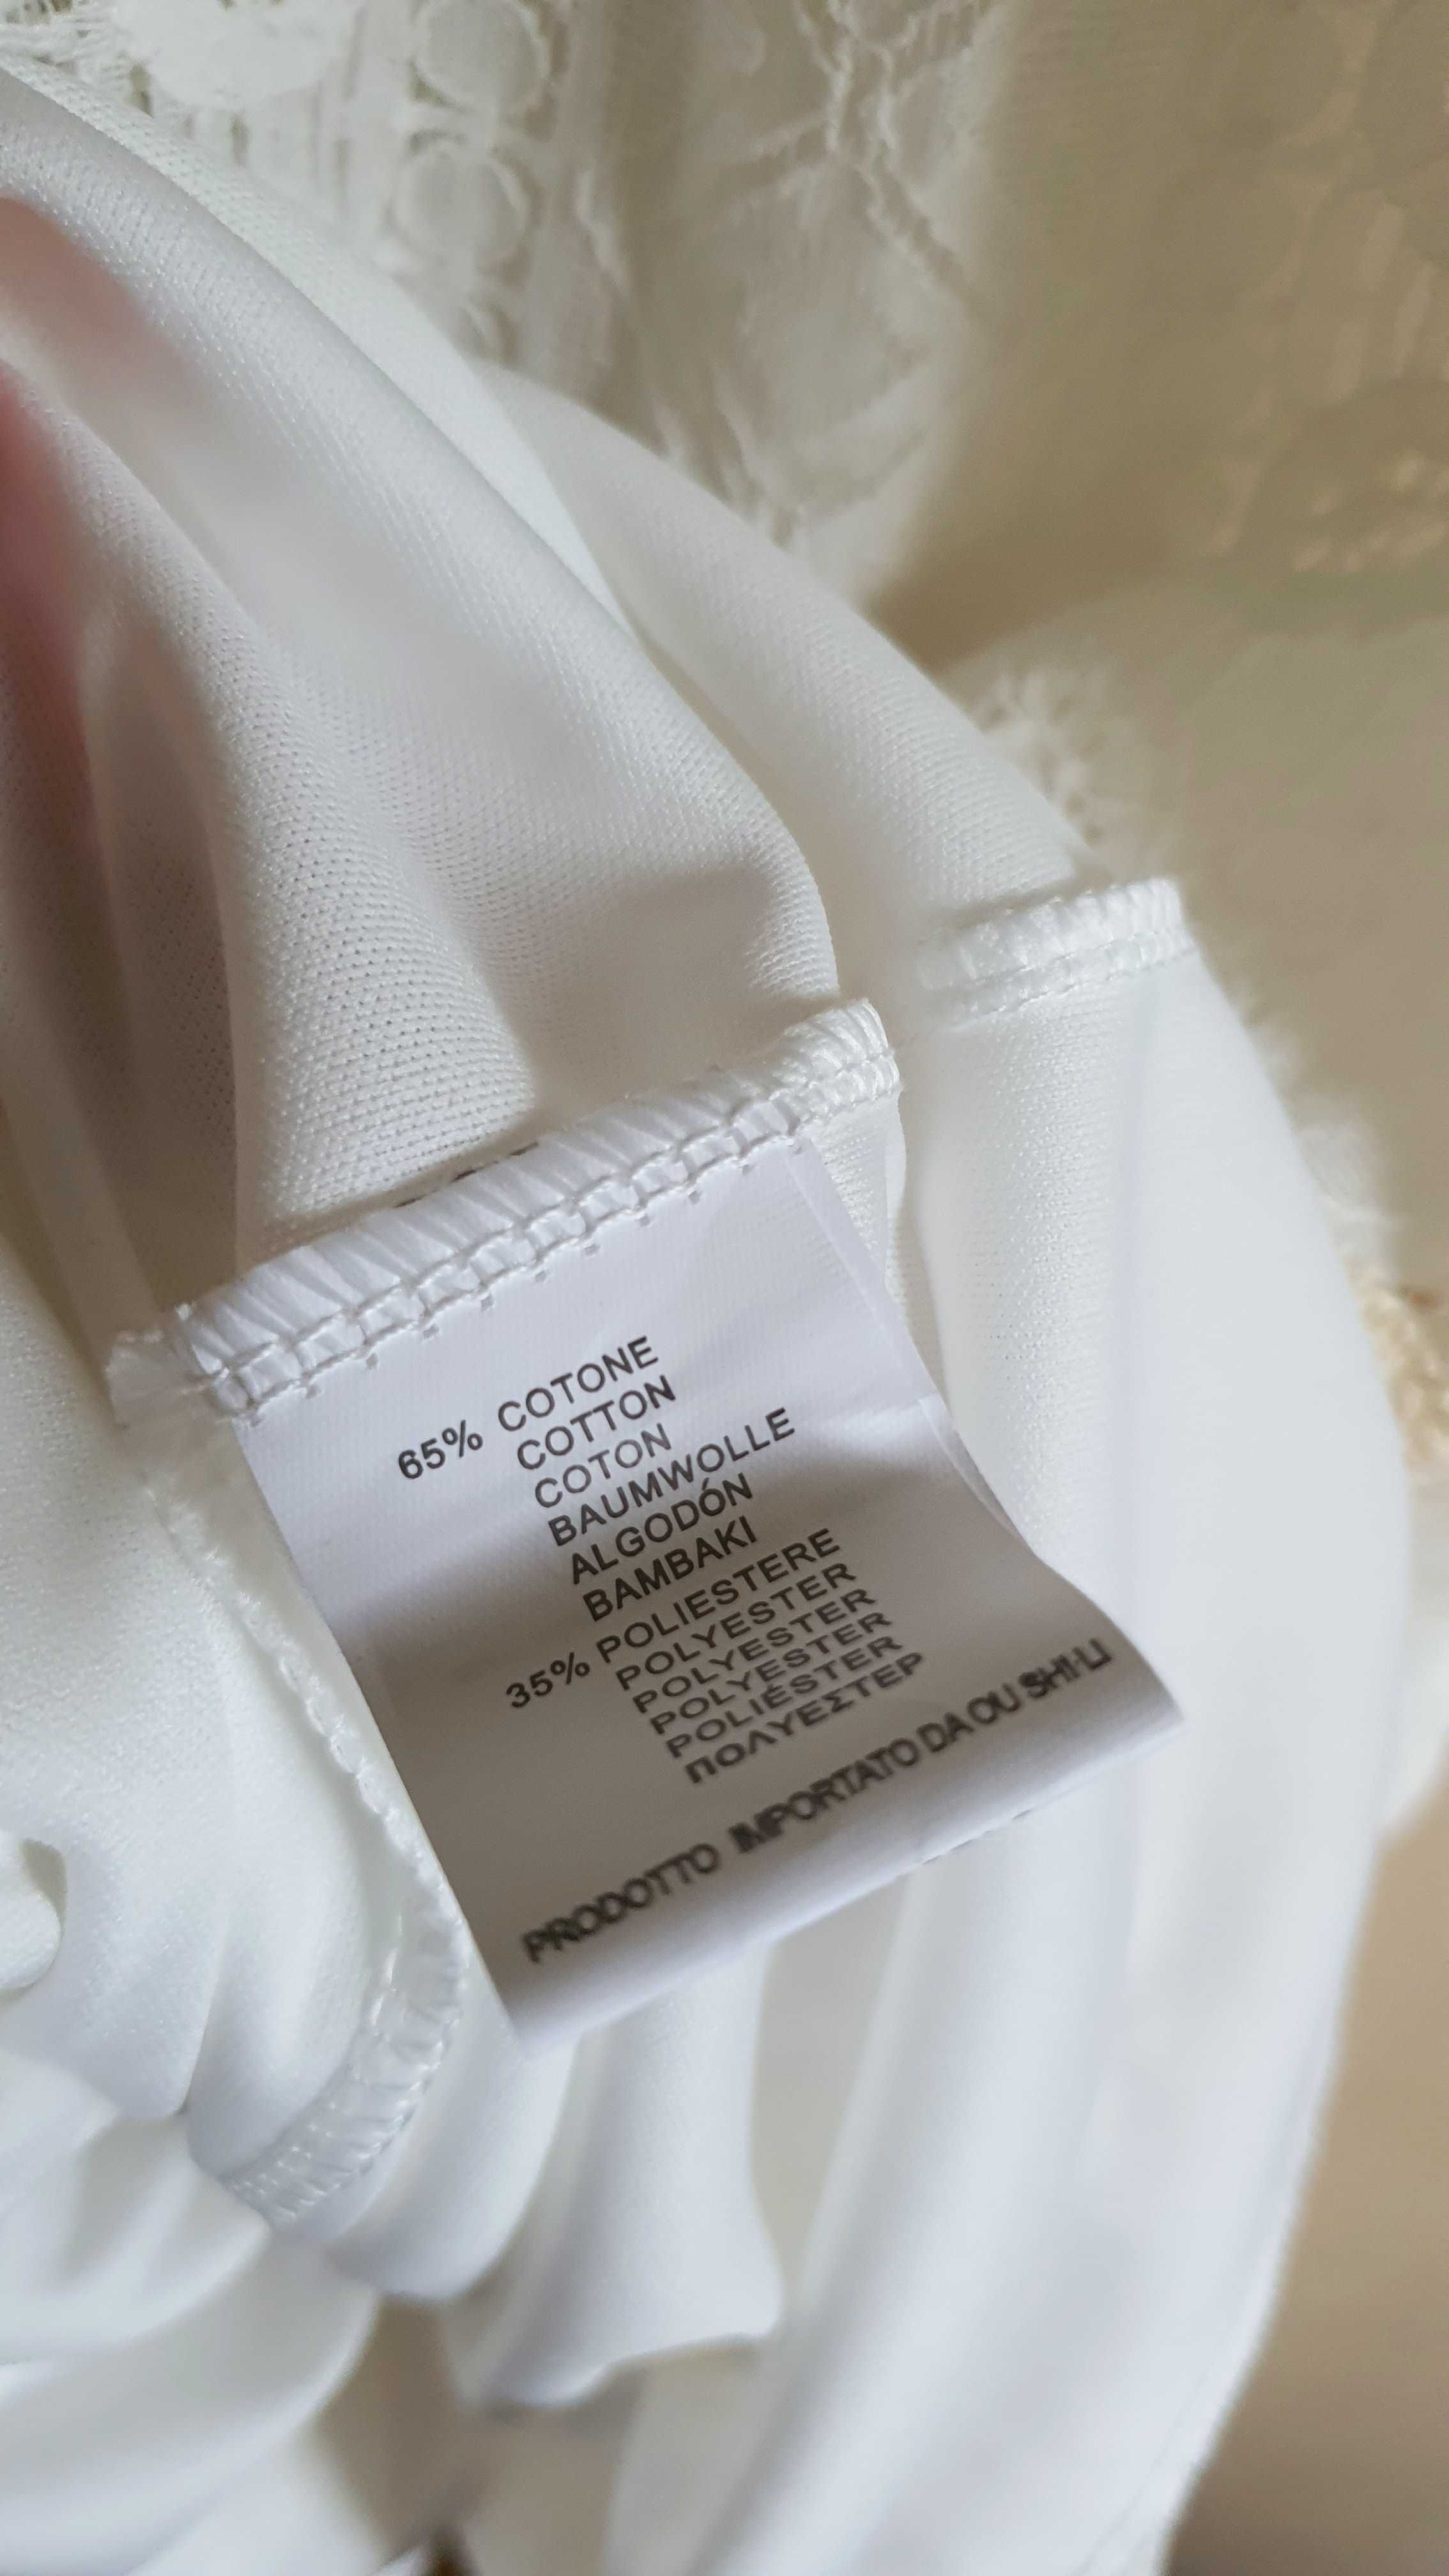 65% COTONE
COTTON
COTON
BAUMWOLLE
ALGODÓN
BAMBAKI
35% POLIESTERE
POLYESTER
POLYESTER
POLYESTER
POLIÉSTER
ΠΟΛΥΕΣΤΕΡ
PRODOTTO IMPORTATO DA OU SHI LI